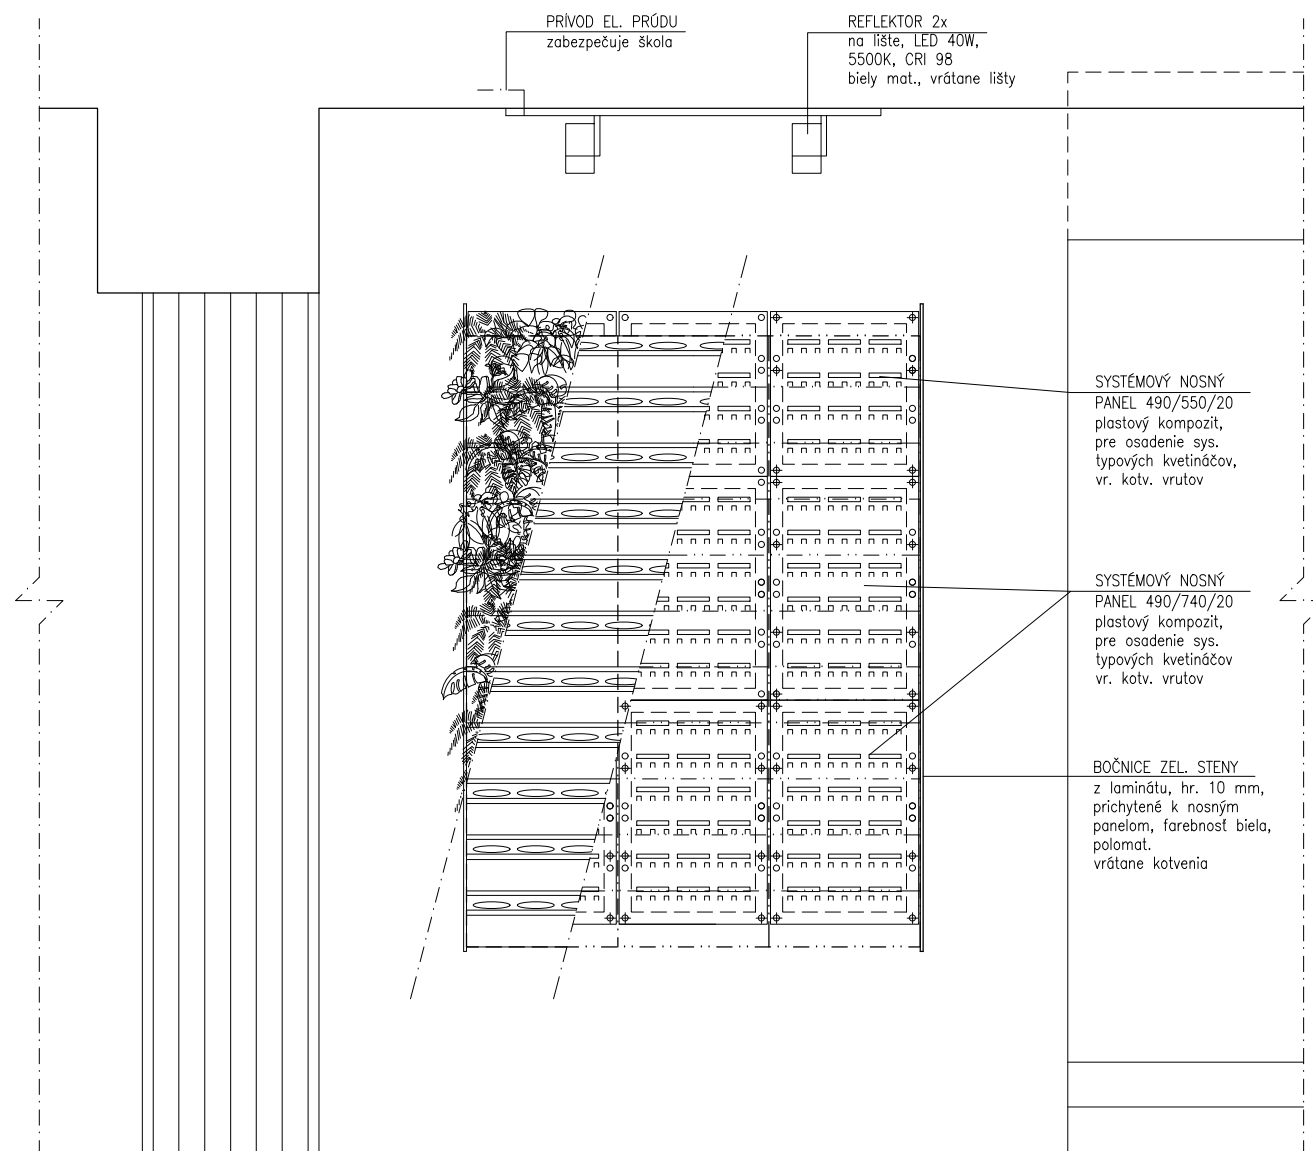 PRÍVOD EL. PRÚDU
zabezpečuje škola
REFLEKTOR 2x
na lište, LED 40W,
5500K, CRI 98
biely mat., vrátane lišty
SYSTÉMOVÝ NOSNÝ
PANEL 490/550/20
plastový kompozit,
pre osadenie sys.
typových kvetináčov,
vr. kotv. vrutov
SYSTÉMOVÝ NOSNÝ
PANEL 490/740/20
plastový kompozit,
pre osadenie sys.
typových kvetináčov
vr. kotv. vrutov
BOČNICE ZEL. STENY
z laminátu, hr. 10 mm,
prichytené k nosným
panelom, farebnosť biela,
polomat.
vrátane kotvenia